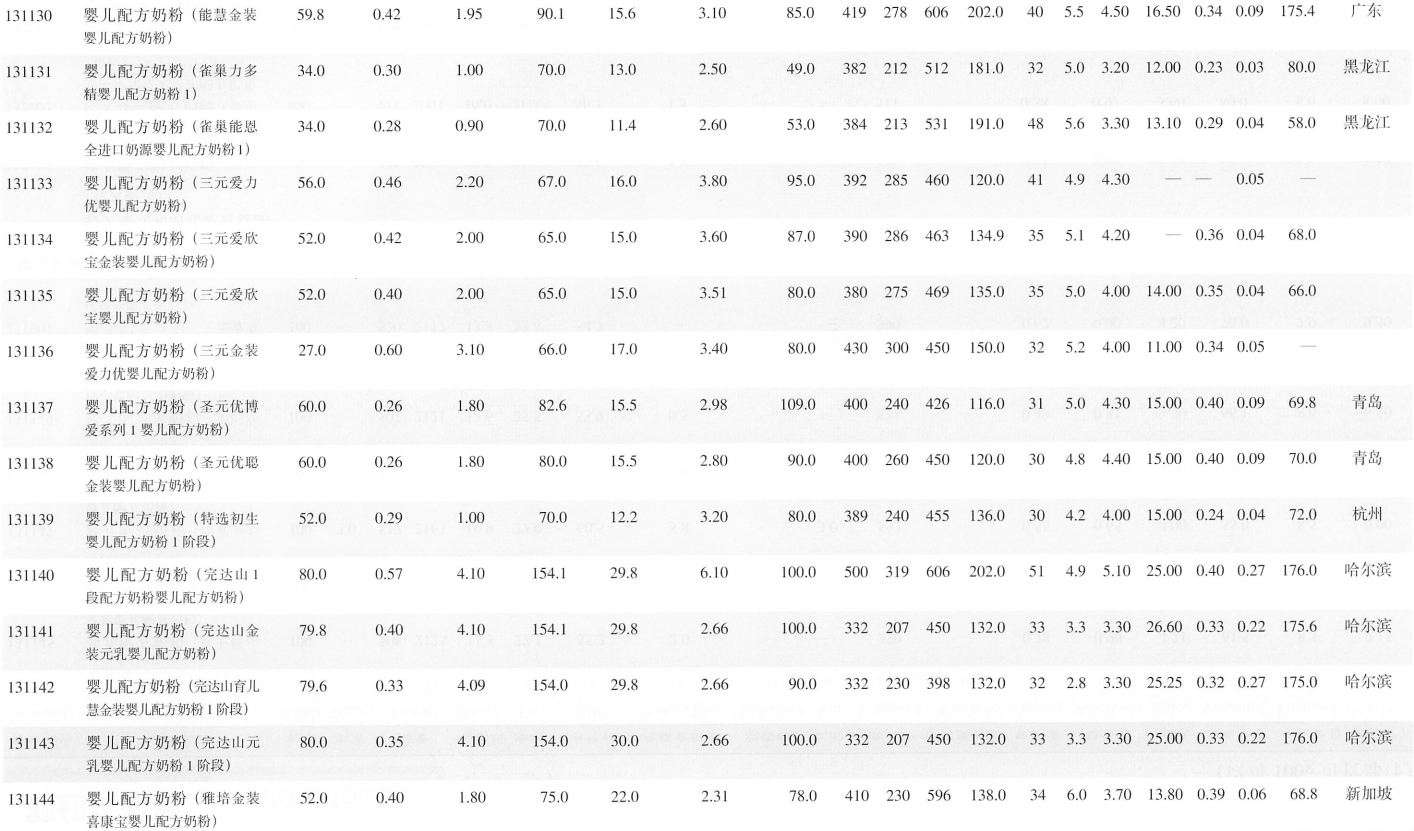 131130 婴儿配方奶粉（能慧金装 59.8 0.42 1.95 90.1 15.6 3.10 85.0 419 278 606 202.0 40 5.5 4.50 16.50 0.34 0.09 175.4 广东
婴儿配方奶粉）
131131 婴儿配方奶粉（雀巢力多 34.0 0.30 1.00 70.0 13.0 2.50 49.0 382 212 512 181.0 32 5.0 3.20 12.00 0.23 0.03 80.0 黑龙江
精婴儿配方奶粉 1）
131132 婴儿配方奶粉（雀巢能恩 34.0 0.28 0.90 70.0 11.4 2.60 53.0 384 213 531 191.0 48 5.6 3.30 13.10 0.29 0.04 58.0 黑龙江
全进口奶源婴儿配方奶粉1）
131133 婴儿配方奶粉（三元爱力 56.0 0.46 2.20 67.0 16.0 3.80 95.0 392 285 460 120.0 41 4.9 4.30 — — 0.05 —
优婴儿配方奶粉）
131134 婴儿配方奶粉（三元爱欣 52.0 0.42 2.00 65.0 15.0 3.60 87.0 390 286 463 134.9 35 5.1 4.20 — 0.36 0.04 68.0
宝金装婴儿配方奶粉）
131135 婴儿配方奶粉（三元爱欣 52.0 0.40 2.00 65.0 15.0 3.51 80.0 380 275 469 135.0 35 5.0 4.00 14.00 0.35 0.04 66.0
宝婴儿配方奶粉）
131136 婴儿配方奶粉（三元金装 27.0 0.60 3.10 66.0 17.0 3.40 80.0 430 300 450 150.0 32 5.2 4.00 11.00 0.34 0.05 —
爱力优婴儿配方奶粉）
131137 婴儿配方奶粉（圣元优博 60.0 0.26 1.80 82.6 15.5 2.98 109.0 400 240 426 116.0 31 5.0 4.30 15.00 0.40 0.09 69.8 青岛
爱系列 1 婴儿配方奶粉）
131138 婴儿配方奶粉（圣元优聪 60.0 0.26 1.80 80.0 15.5 2.80 90.0 400 260 450 120.0 30 4.8 4.40 15.00 0.40 0.09 70.0 青岛
金装婴儿配方奶粉）
131139 婴儿配方奶粉（特选初生 52.0 0.29 1.00 70.0 12.2 3.20 80.0 389 240 455 136.0 30 4.2 4.00 15.00 0.24 0.04 72.0 杭州
婴儿配方奶粉 1 阶段）
131140 婴儿配方奶粉（完达山 1 80.0 0.57 4.10 154.1 29.8 6.10 100.0 500 319 606 202.0 51 4.9 5.10 25.00 0.40 0.27 176.0 哈尔滨
段配方奶粉婴儿配方奶粉）
131141 婴儿配方奶粉（完达山金 79.8 0.40 4.10 154.1 29.8 2.66 100.0 332 207 450 132.0 33 3.3 3.30 26.60 0.33 0.22 175.6 哈尔滨
装元乳婴儿配方奶粉）
131142 婴儿配方奶粉（完达山育儿 79.6 0.33 4.09 154.0 29.8 2.66 90.0 332 230 398 132.0 32 2.8 3.30 25.25 0.32 0.27 175.0 哈尔滨
慧金装婴儿配方奶粉 1 阶段）
131143 婴儿配方奶粉（完达山元 80.0 0.35 4.10 154.0 30.0 2.66 100.0 332 207 450 132.0 33 3.3 3.30 25.00 0.33 0.22 176.0 哈尔滨
乳婴儿配方奶粉 1 阶段）
131144 婴儿配方奶粉（雅培金装 52.0 0.40 1.80 75.0 22.0 2.31 78.0 410 230 596 138.0 34 6.0 3.70 13.80 0.39 0.06 68.8 新加坡
喜康宝婴儿配方奶粉）